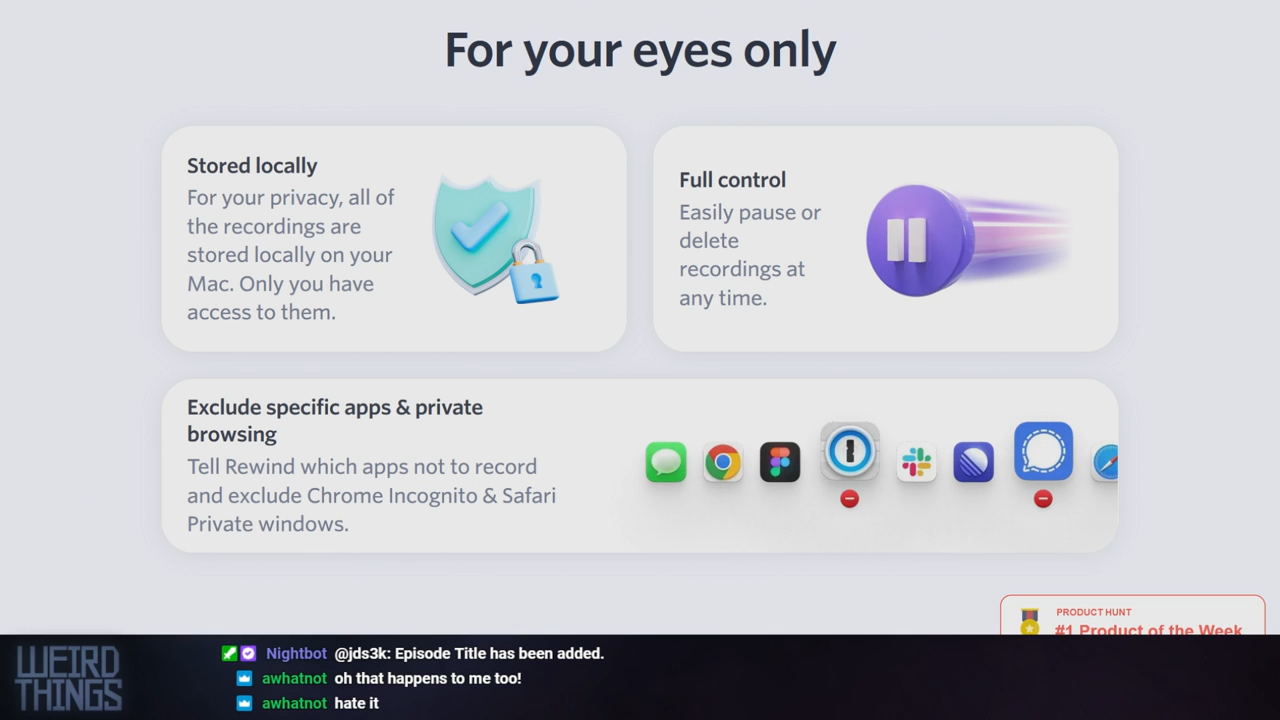 For your eyes only
Stored locally
For your privacy, all of
the recordings are
stored locally on your
Mac. Only you have
access to them.
Full control
Easily pause or
delete
recordings at
any time.
Exclude specific apps & private
browsing
Tell Rewind which apps not to record
and exclude Chrome Incognito & Safari
Private windows.
PRODUCT HUNT
#1 Product of the Week
WEIRD
THINGS
Nightbot @jds3k: Episode Title has been added.
awhatnot oh that happens to me too!
awhatnot hate it